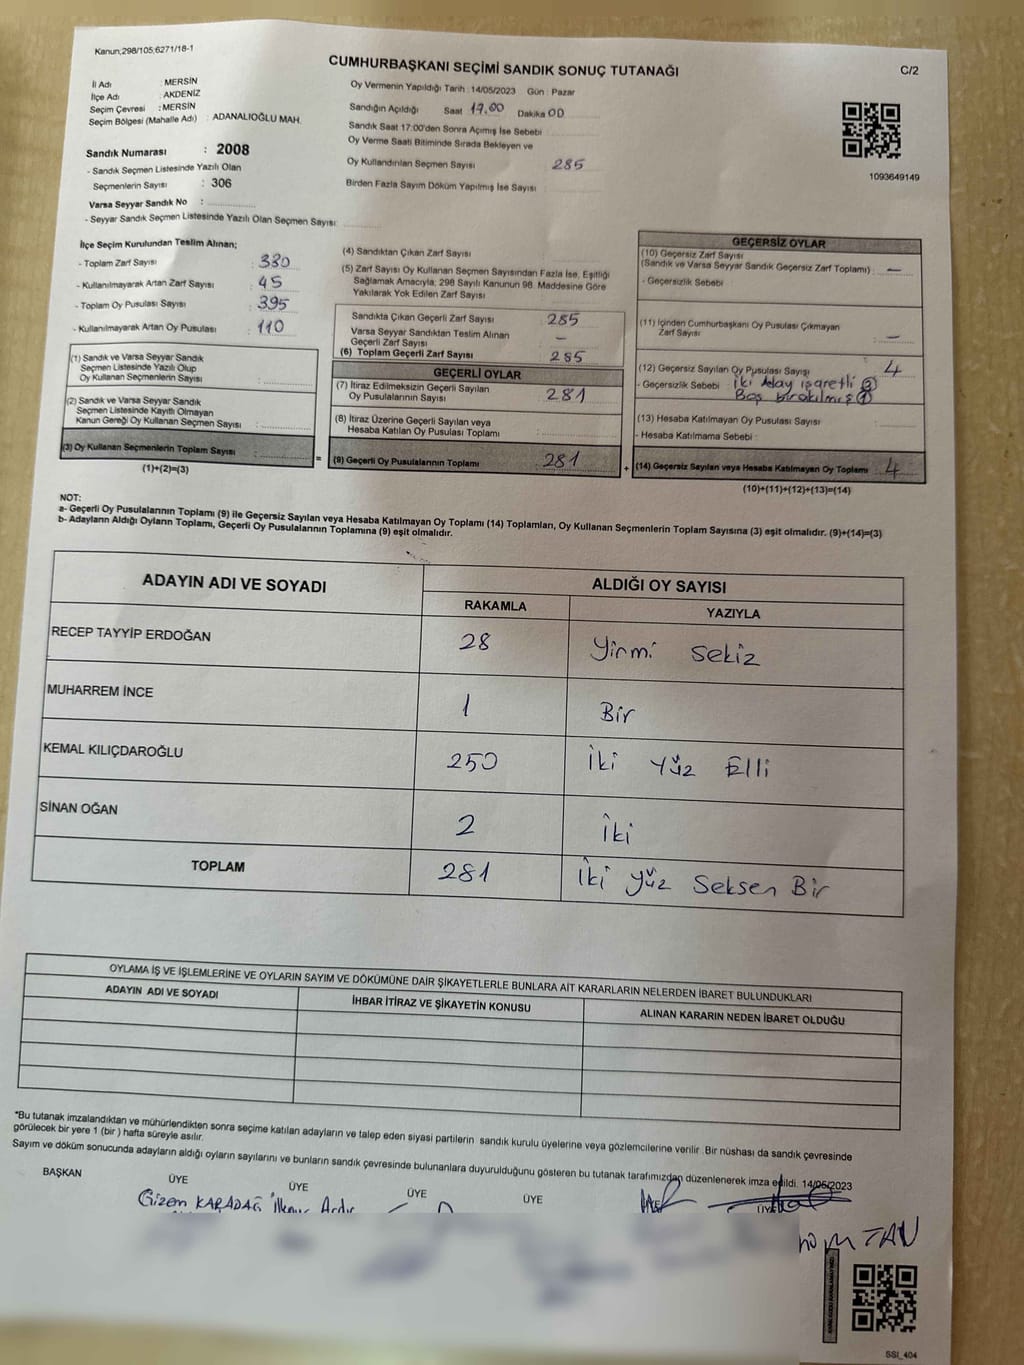 Kanun;298/105;6271/18-1
CUMHURBAŞKANI SEÇİMİ SANDIK SONUÇ TUTANAĞI
C/2
İl Adı : MERSİN
İlçe Adı : AKDENİZ
Seçim Çevresi : MERSİN
Seçim Bölgesi (Mahalle Adı) : ADANALIOĞLU MAH.
Oy Vermenin Yapıldığı Tarih : 14/05/2023 Gün : Pazar
Sandığın Açıldığı Saat 17.00 Dakika 00
Sandık Saat 17:00'den Sonra Açımış İse Sebebi :
Oy Verme Saati Bitiminde Sırada Bekleyen ve
Oy Kullandırılan Seçmen Sayısı : 285
Birden Fazla Sayım Döküm Yapılmış İse Sayısı :
1093649149
Sandık Numarası : 2008
- Sandık Seçmen Listesinde Yazılı Olan
Seçmenlerin Sayısı : 306
Varsa Seyyar Sandık No :
- Seyyar Sandık Seçmen Listesinde Yazılı Olan Seçmen Sayısı:
İlçe Seçim Kurulundan Teslim Alınan;
- Toplam Zarf Sayısı : 330
- Kullanılmayarak Artan Zarf Sayısı : 45
- Toplam Oy Pusulası Sayısı : 395
- Kullanılmayarak Artan Oy Pusulası : 110
(1) Sandık ve Varsa Seyyar Sandık
Seçmen Listesinde Yazılı Olup
Oy Kullanan Seçmenlerin Sayısı :
(2) Sandık ve Varsa Seyyar Sandık
Seçmen Listesinde Kayıtlı Olmayan
Kanun Gereği Oy Kullanan Seçmen Sayısı :
(3) Oy Kullanan Seçmenlerin Toplam Sayısı :
(1)+(2)=(3)
=
(4) Sandıktan Çıkan Zarf Sayısı :
(5) Zarf Sayısı Oy Kullanan Seçmen Sayısından Fazla İse, Eşitliği
Sağlamak Amacıyla; 298 Sayılı Kanunun 98. Maddesine Göre
Yakılarak Yok Edilen Zarf Sayısı :
Sandıkta Çıkan Geçerli Zarf Sayısı : 285
Varsa Seyyar Sandıktan Teslim Alınan
Geçerli Zarf Sayısı : –
(6) Toplam Geçerli Zarf Sayısı : 285
GEÇERLİ OYLAR
(7) İtiraz Edilmeksizin Geçerli Sayılan
Oy Pusulalarının Sayısı : 281
(8) İtiraz Üzerine Geçerli Sayılan veya
Hesaba Katılan Oy Pusulası Toplamı :
(9) Geçerli Oy Pusulalarının Toplamı : 281
+
GEÇERSİZ OYLAR
(10) Geçersiz Zarf Sayısı
(Sandık ve Varsa Seyyar Sandık Geçersiz Zarf Toplamı) : –
- Geçersizlik Sebebi :
(11) İçinden Cumhurbaşkanı Oy Pusulası Çıkmayan
Zarf Sayısı : –
(12) Geçersiz Sayılan Oy Pusulası Sayısı : 4
- Geçersizlik Sebebi : İki Aday işaretli (3)
Boş bırakılmış (1)
(13) Hesaba Katılmayan Oy Pusulası Sayısı :
- Hesaba Katılmama Sebebi :
(14) Geçersiz Sayılan veya Hesaba Katılmayan Oy Toplamı : 4
(10)+(11)+(12)+(13)=(14)
NOT:
a- Geçerli Oy Pusulalarının Toplamı (9) ile Geçersiz Sayılan veya Hesaba Katılmayan Oy Toplamı (14) Toplamları, Oy Kullanan Seçmenlerin Toplam Sayısına (3) eşit olmalıdır. (9)+(14)=(3)
b- Adayların Aldığı Oyların Toplamı, Geçerli Oy Pusulalarının Toplamına (9) eşit olmalıdır.
ADAYIN ADI VE SOYADI
ALDIĞI OY SAYISI
RAKAMLA YAZIYLA
RECEP TAYYİP ERDOĞAN 28 Yirmi Sekiz
MUHARREM İNCE 1 Bir
KEMAL KILIÇDAROĞLU 250 İki Yüz Elli
SİNAN OĞAN 2 İki
TOPLAM 281 İki Yüz Seksen Bir
OYLAMA İŞ VE İŞLEMLERİNE VE OYLARIN SAYIM VE DÖKÜMÜNE DAİR ŞİKAYETLERLE BUNLARA AİT KARARLARIN NELERDEN İBARET BULUNDUKLARI
ADAYIN ADI VE SOYADI İHBAR İTİRAZ VE ŞİKAYETİN KONUSU ALINAN KARARIN NEDEN İBARET OLDUĞU
*Bu tutanak imzalandıktan ve mühürlendikten sonra seçime katılan adayların ve talep eden siyasi partilerin sandık kurulu üyelerine veya gözlemcilerine verilir. Bir nüshası da sandık çevresinde
görülecek bir yere 1 (bir ) hafta süreyle asılır.
Sayım ve döküm sonucunda adayların aldığı oyların sayılarını ve bunların sandık çevresinde bulunanlara duyurulduğunu gösteren bu tutanak tarafımızdan düzenlenerek imza edildi. 14/05/2023
BAŞKAN ÜYE ÜYE ÜYE ÜYE ÜYE
Gizem KARADAĞ
TAN
SSI_404